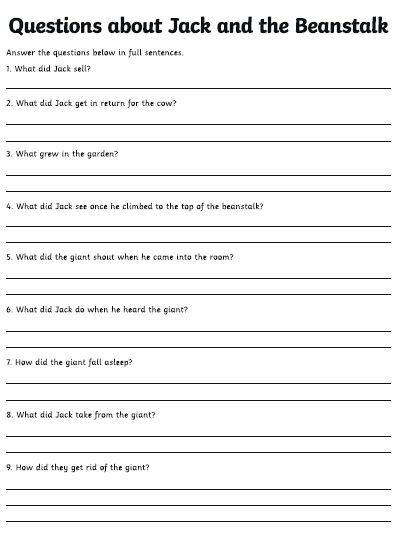 Questions about Jack and the Beanstalk
Answer the questions below in full sentences.
1. What did Jack sell?
2. What did Jack get in return for the cow?
3. What grew in the garden?
4. What did Jack see once he climbed to the top of the beanstalk?
5. What did the giant shout when he came into the room?
6. What did Jack do when he heard the giant?
7. How did the giant fall asleep?
8. What did Jack take from the giant?
9. How did they get rid of the giant?